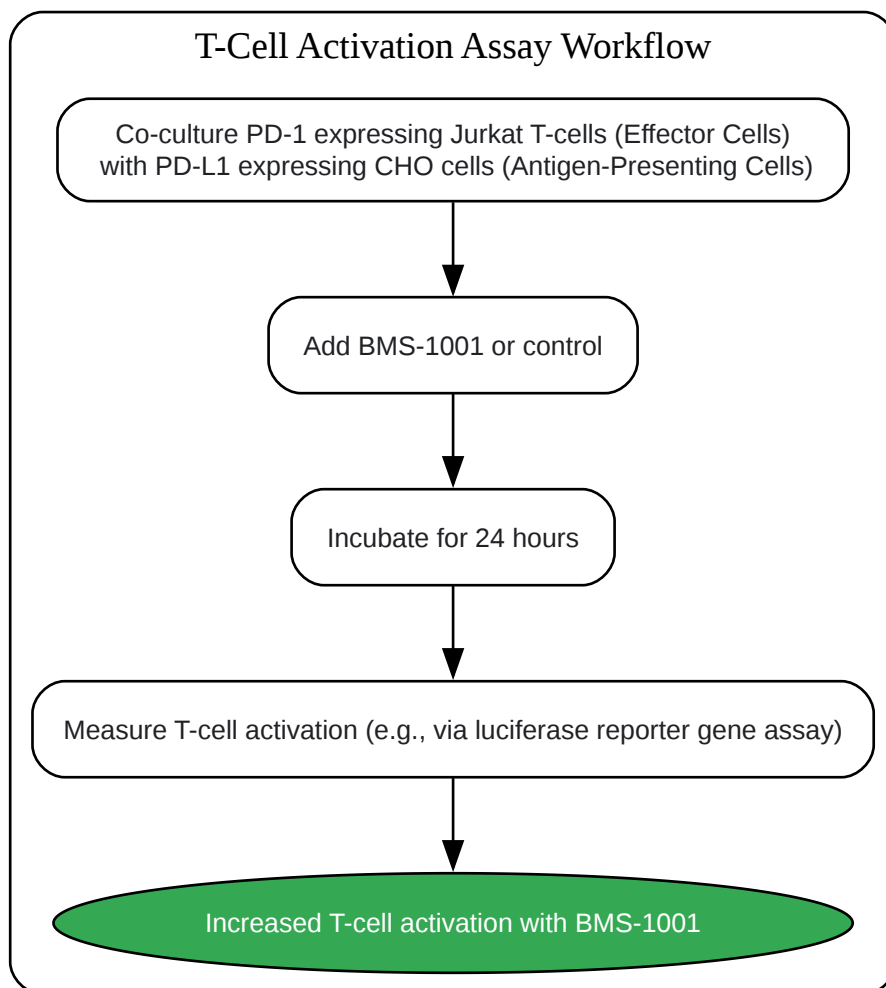 T-Cell Activation Assay Workflow
Co-culture PD-1 expressing Jurkat T-cells (Effector Cells)
with PD-L1 expressing CHO cells (Antigen-Presenting Cells)
Add BMS-1001 or control
Incubate for 24 hours
Measure T-cell activation (e.g., via luciferase reporter gene assay)
Increased T-cell activation with BMS-1001